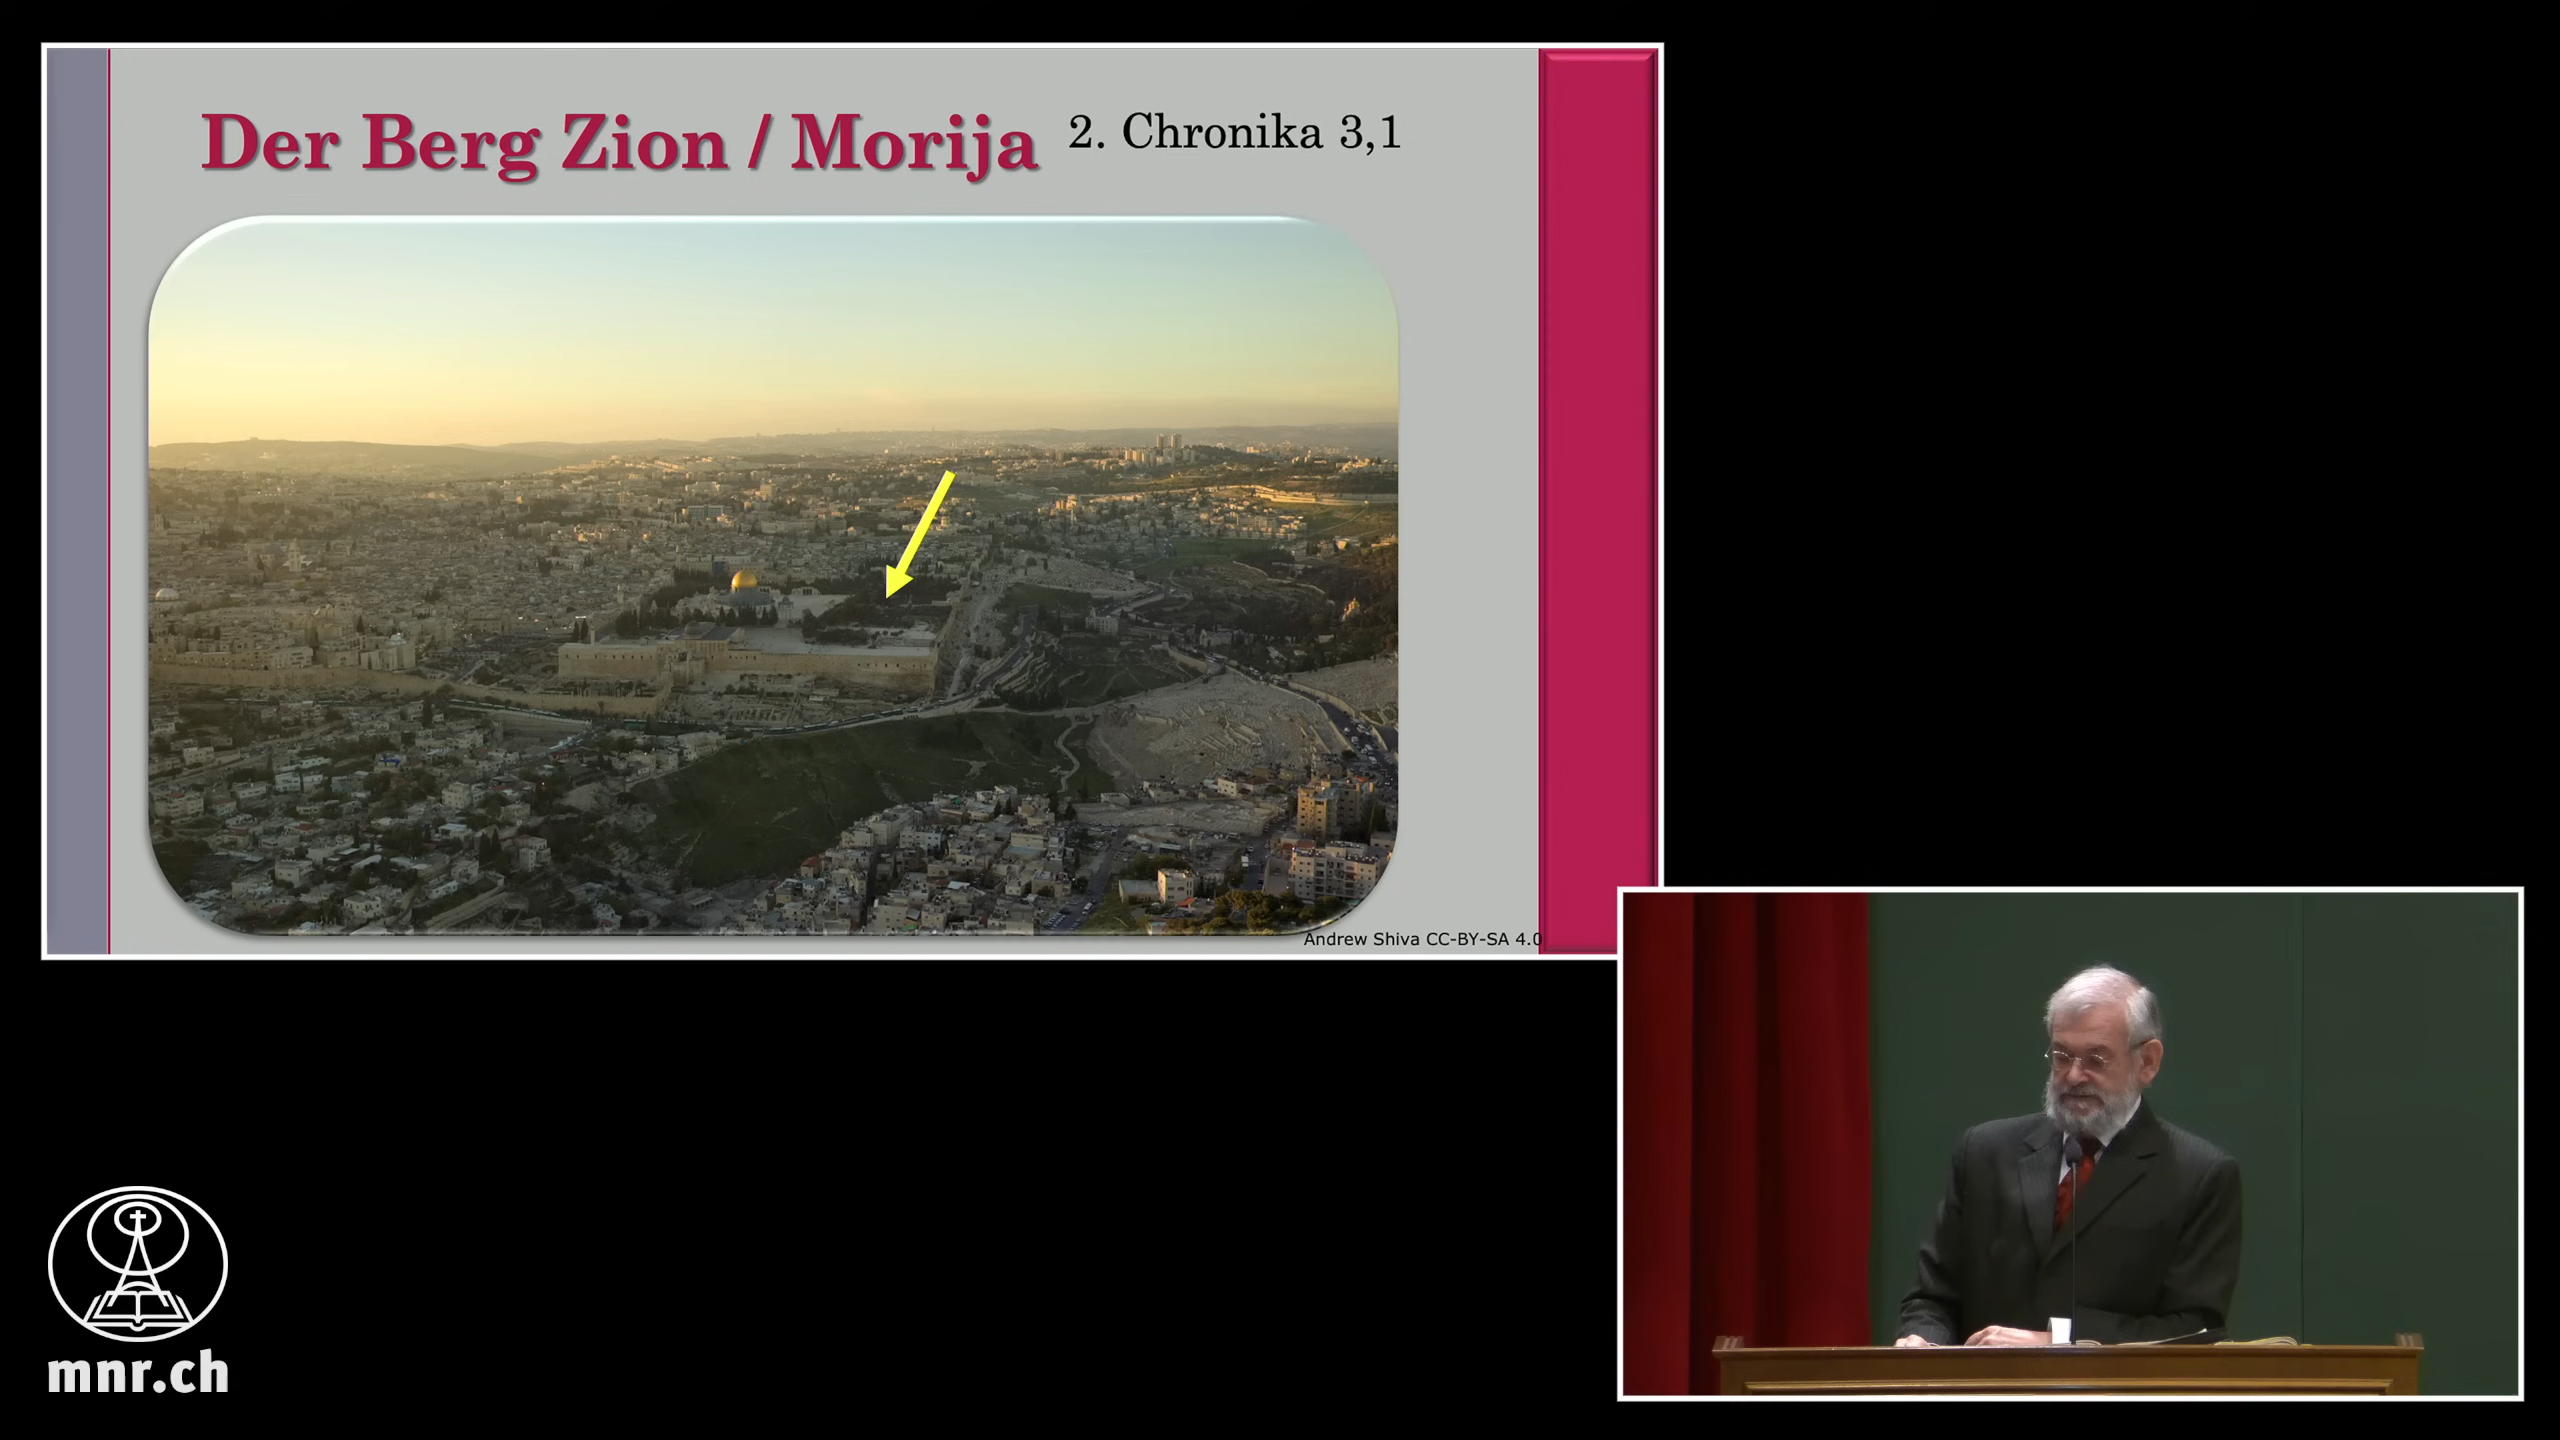 Der Berg Zion / Morija 2. Chronika 3,1
Andrew Shiva CC-BY-SA 4.0
mnr.ch